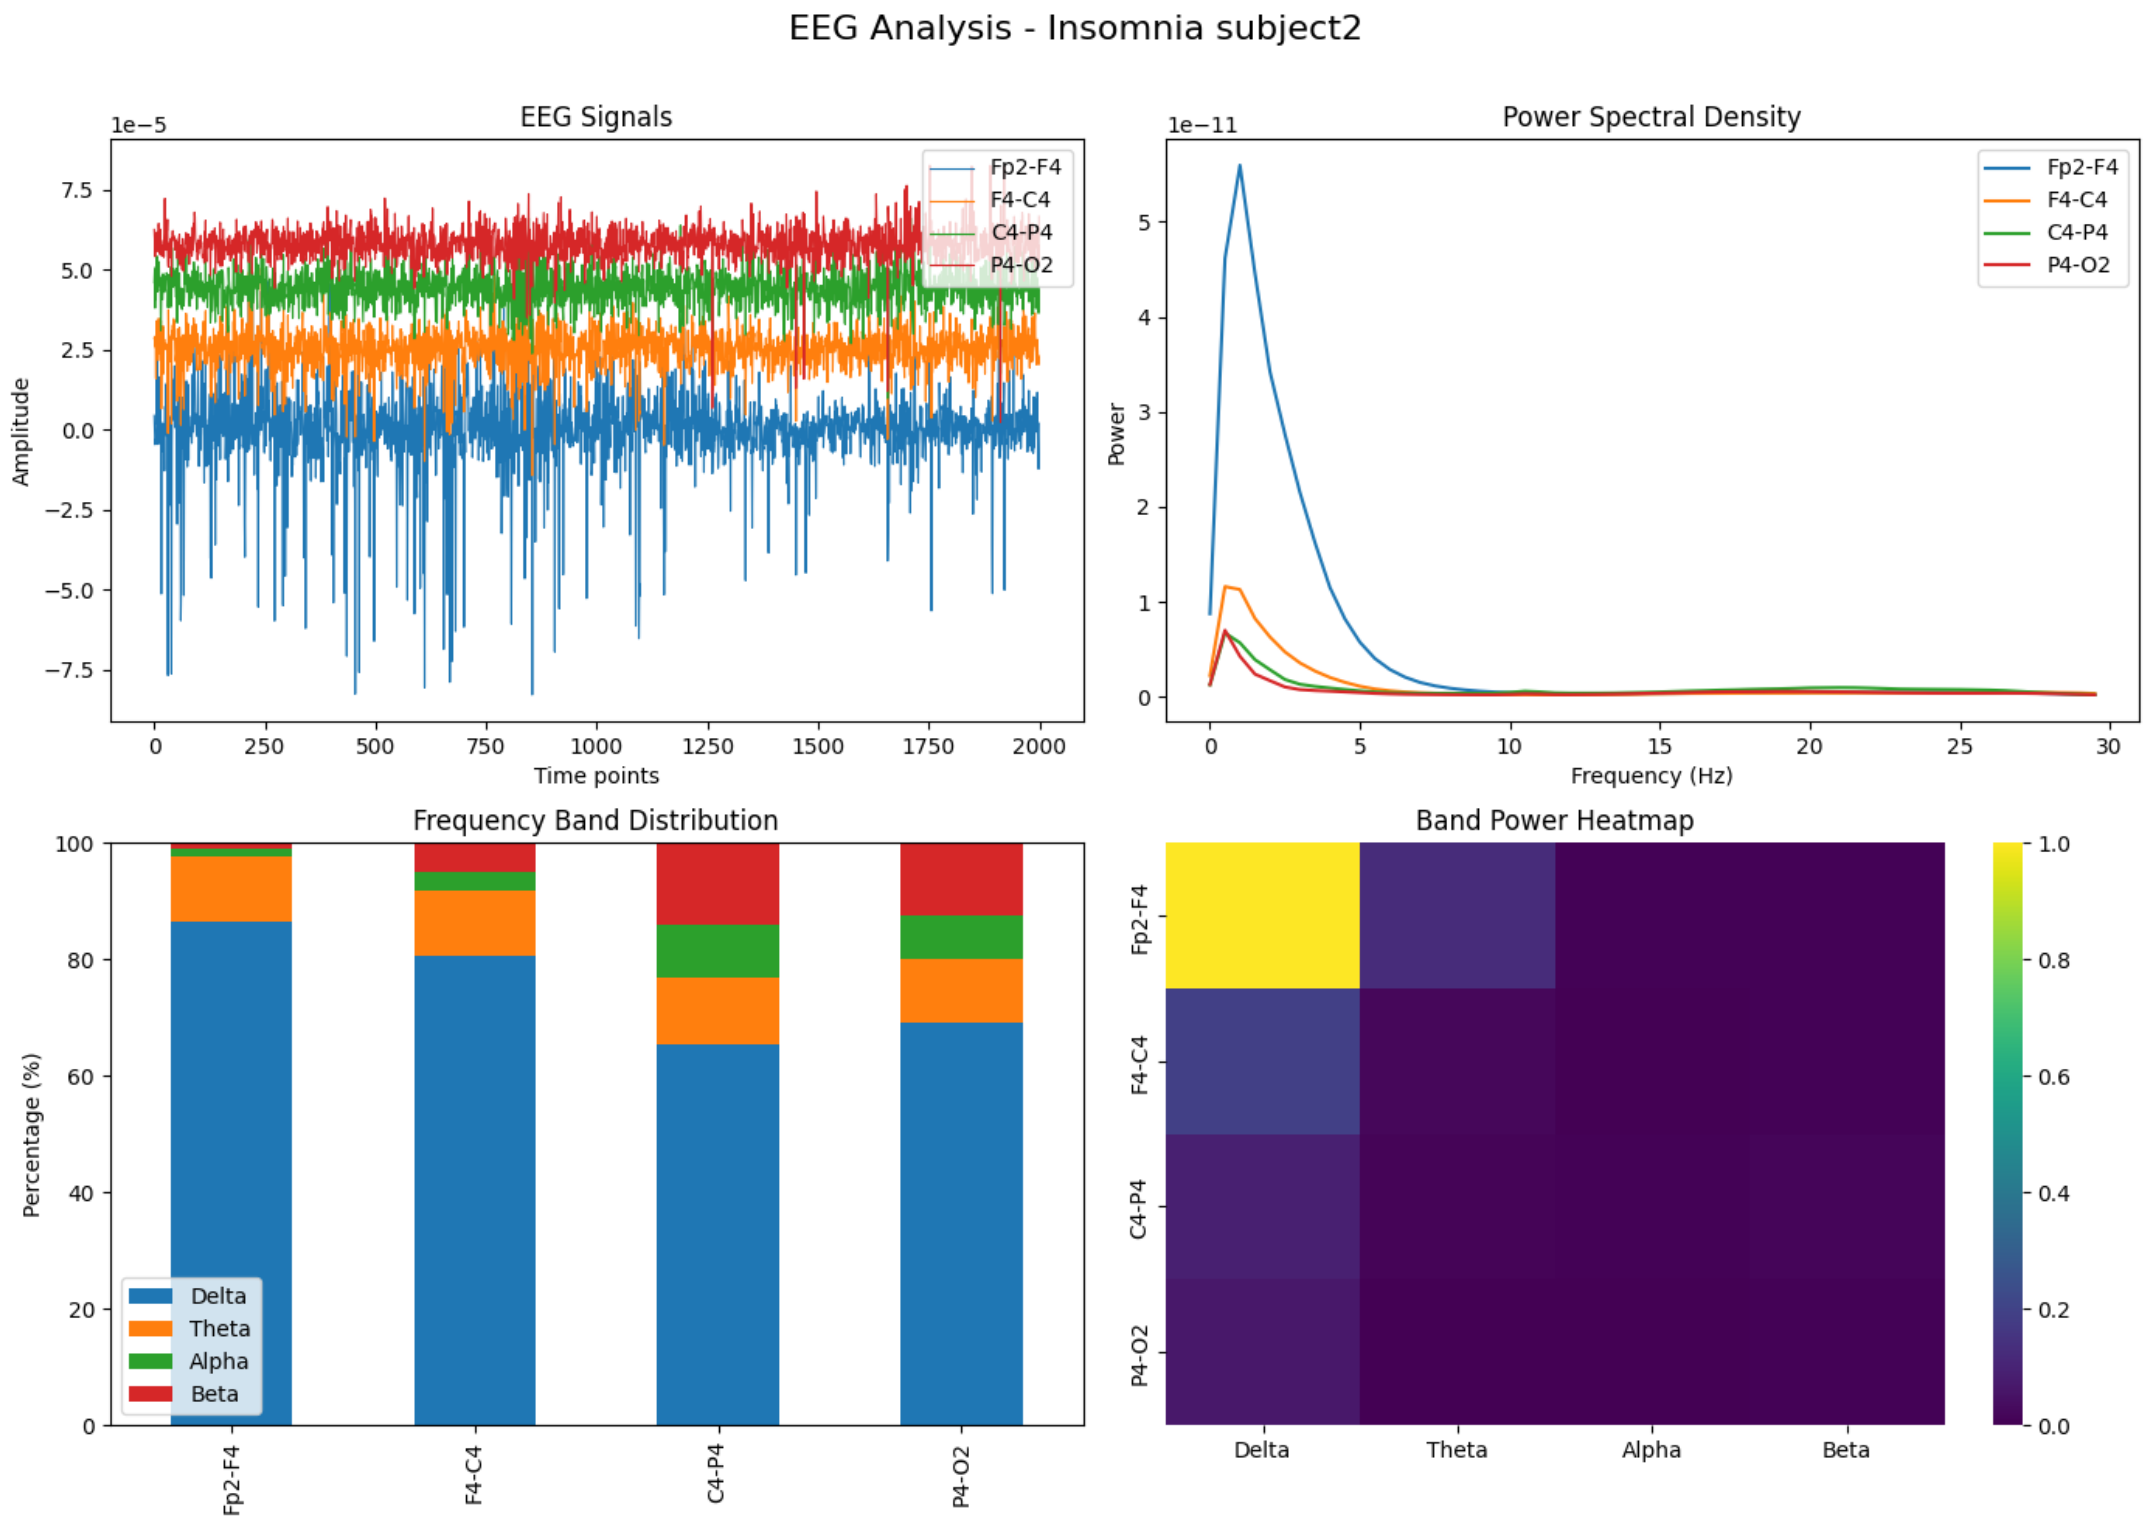 EEG Analysis - Insomnia subject2
EEG Signals
1e−5
7.5
5.0
2.5
0.0
−2.5
−5.0
−7.5
Amplitude
Fp2-F4
F4-C4
C4-P4
P4-O2
0 250 500 750 1000 1250 1500 1750 2000
Time points
Power Spectral Density
1e−11
5
4
3
2
1
0
Power
Fp2-F4
F4-C4
C4-P4
P4-O2
0 5 10 15 20 25 30
Frequency (Hz)
Frequency Band Distribution
100
80
60
40
20
0
Percentage (%)
Delta
Theta
Alpha
Beta
Fp2-F4 F4-C4 C4-P4 P4-O2
Band Power Heatmap
Fp2-F4
F4-C4
C4-P4
P4-O2
Delta Theta Alpha Beta
1.0
0.8
0.6
0.4
0.2
0.0